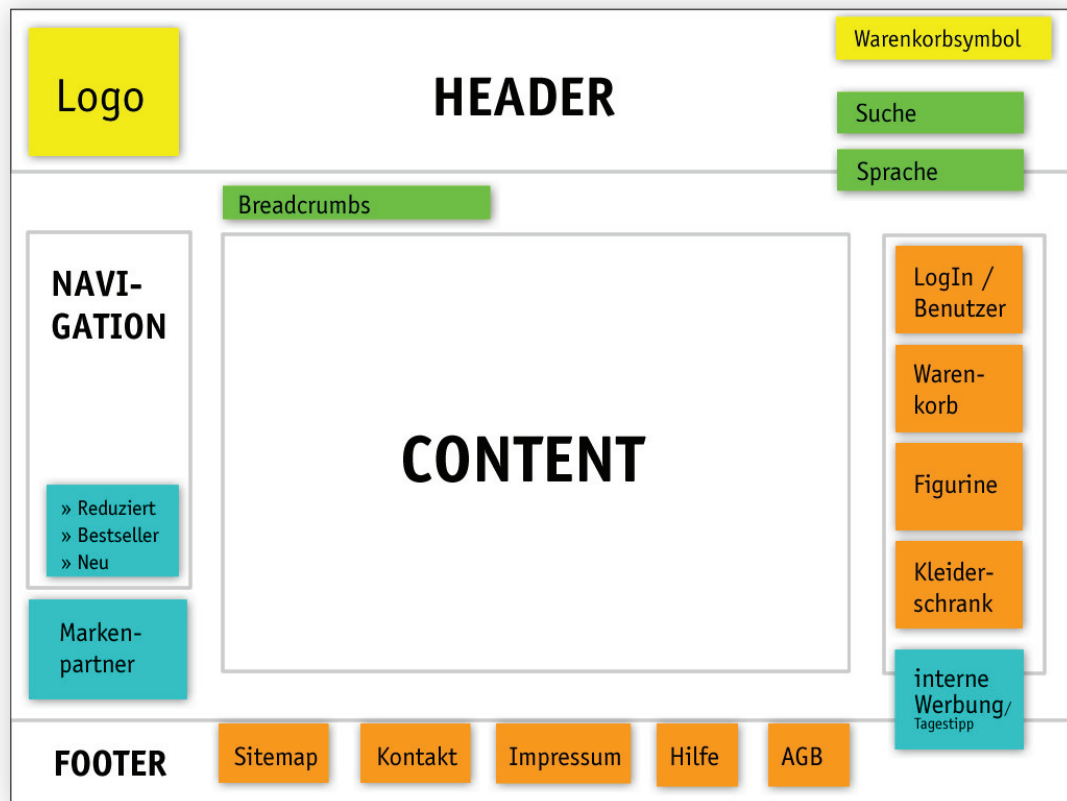 Logo
HEADER
Warenkorbsymbol
Suche
Sprache
Breadcrumbs
NAVI-
GATION
» Reduziert
» Bestseller
» Neu
Marken-
partner
CONTENT
LogIn /
Benutzer
Waren-
korb
Figurine
Kleider-
schrank
interne
Werbung/
Tagestipp
FOOTER
Sitemap
Kontakt
Impressum
Hilfe
AGB